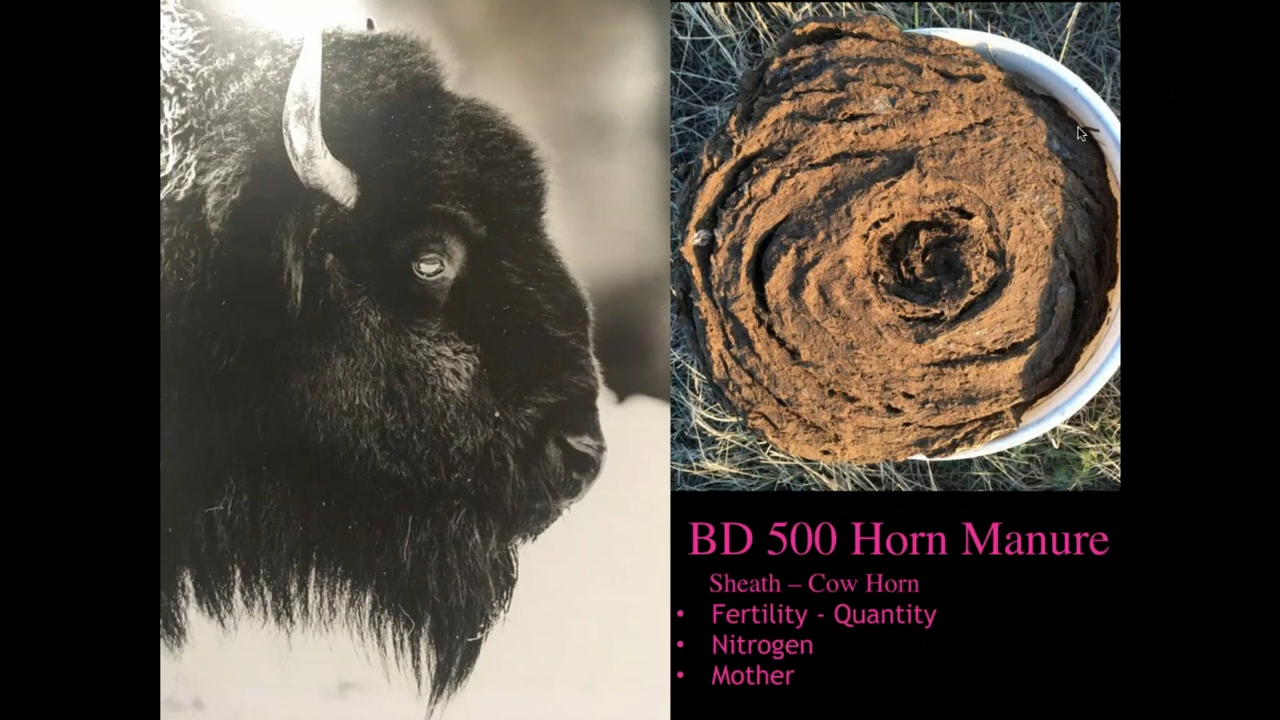 BD 500 Horn Manure
Sheath – Cow Horn
• Fertility - Quantity
• Nitrogen
• Mother